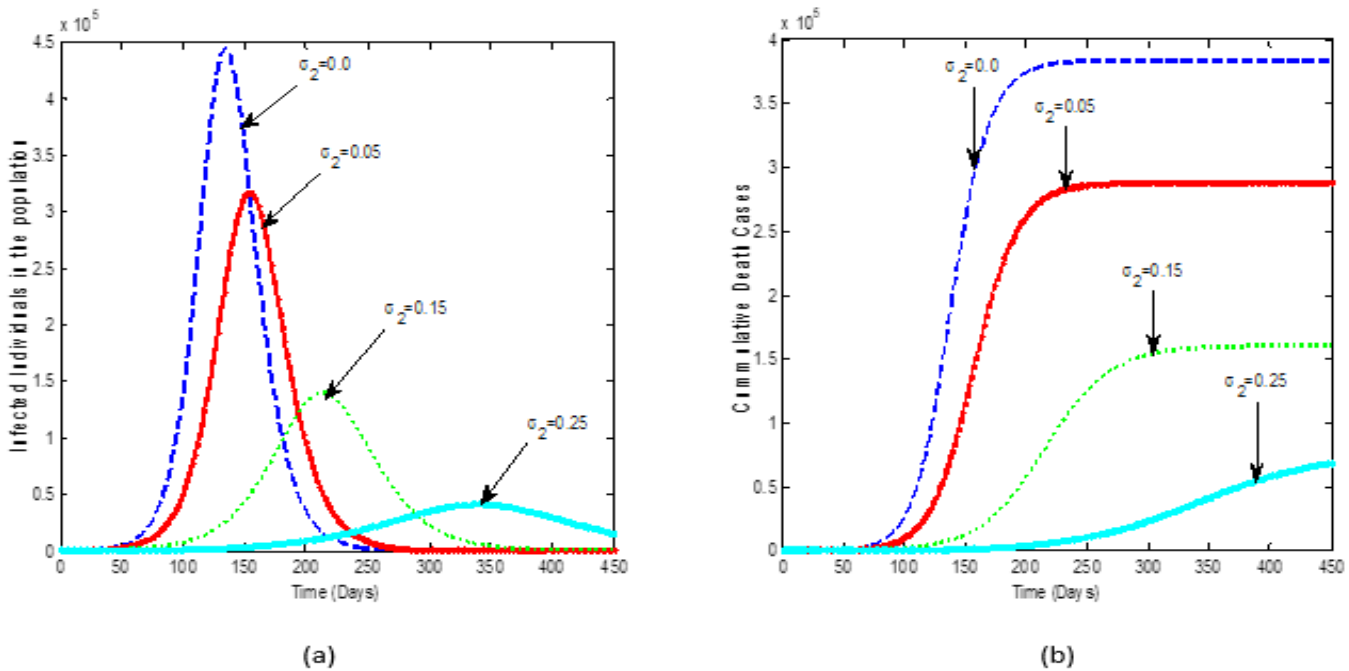 x 10⁵
4.5
4
3.5
3
2.5
2
1.5
1
0.5
0
Infected Individuals in the population
σ₂=0.0
σ₂=0.05
σ₂=0.15
σ₂=0.25
0 50 100 150 200 250 300 350 400 450
Time (Days)
(a)
x 10⁵
4
3.5
3
2.5
2
1.5
1
0.5
0
Cummulative Death Cases
σ₂=0.0
σ₂=0.05
σ₂=0.15
σ₂=0.25
0 50 100 150 200 250 300 350 400 450
Time (Days)
(b)